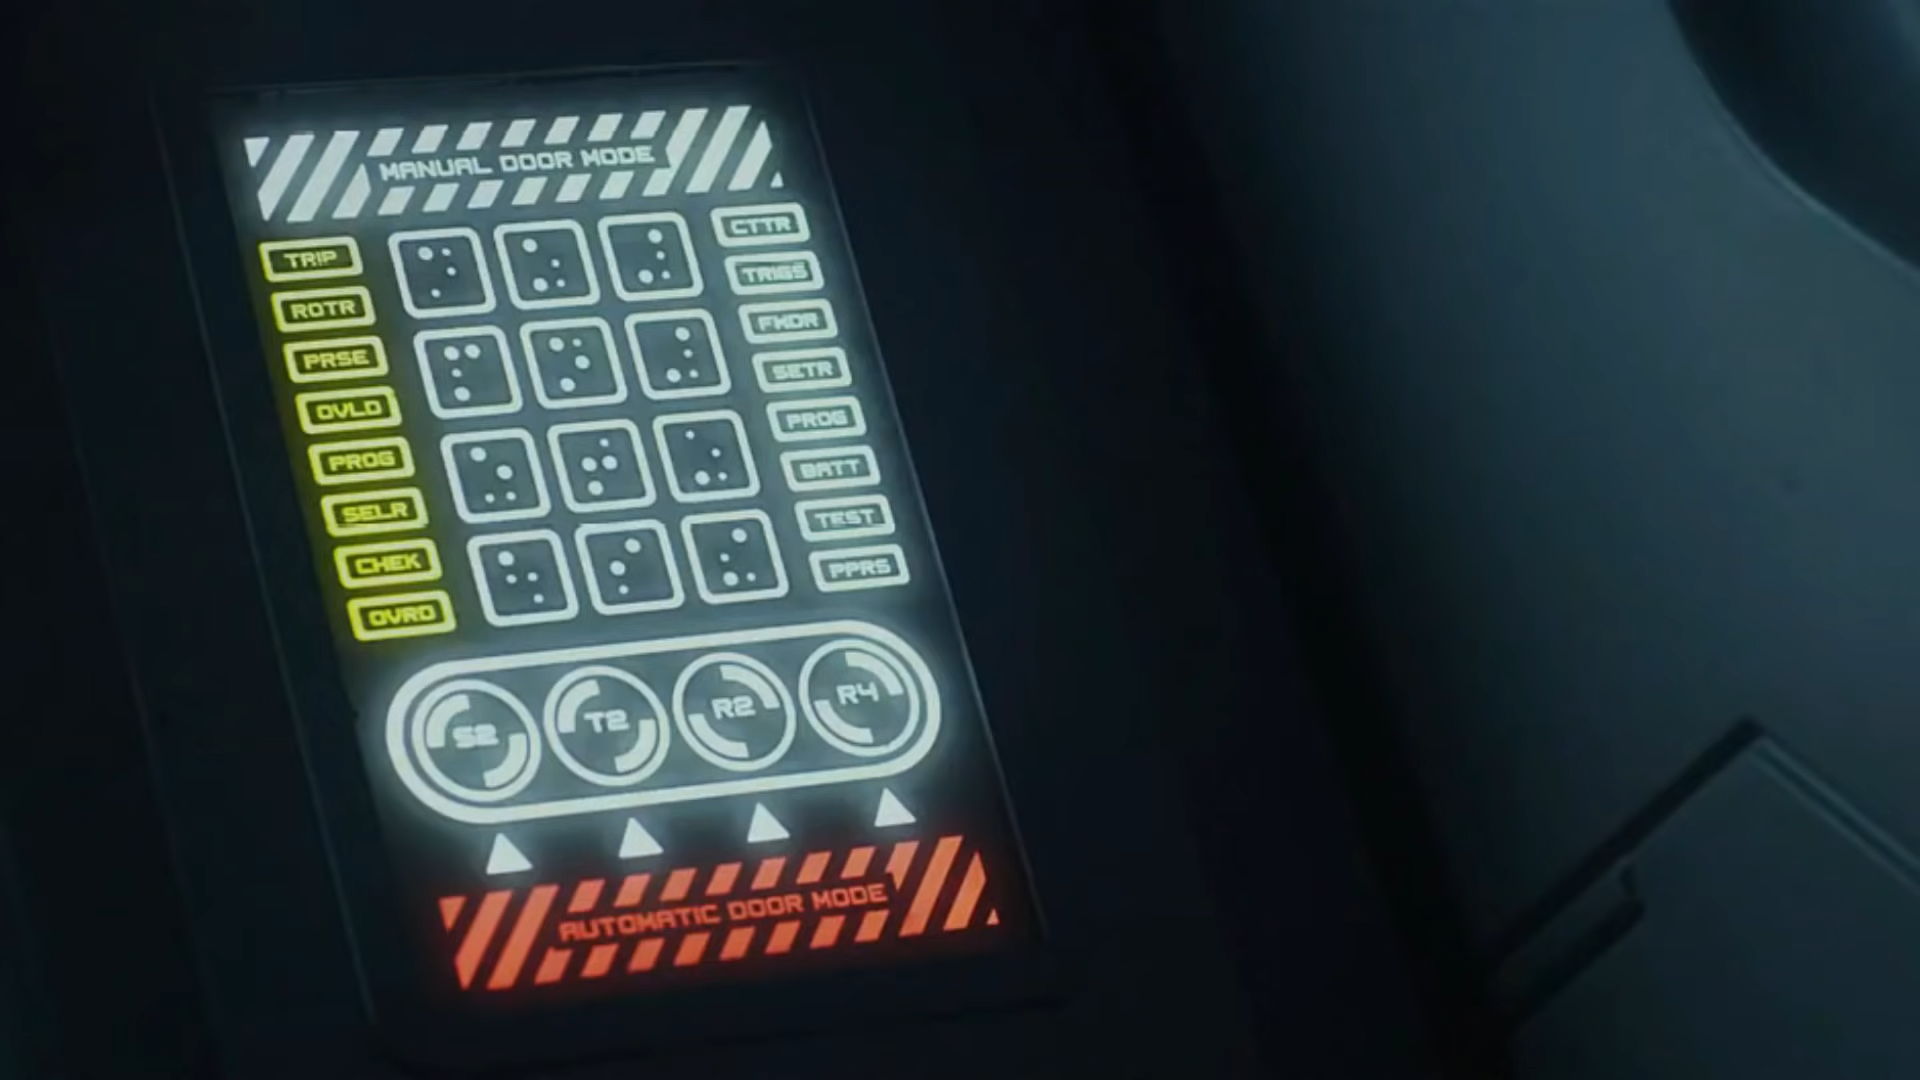 MANUAL DOOR MODE
TRIP
ROTR
PRSE
OVLD
PROG
SELR
CHEK
OVRD
CTTR
TRIGS
FWDR
SETR
PROG
BATT
TEST
PPRS
S2 T2 R2 R4
AUTOMATIC DOOR MODE